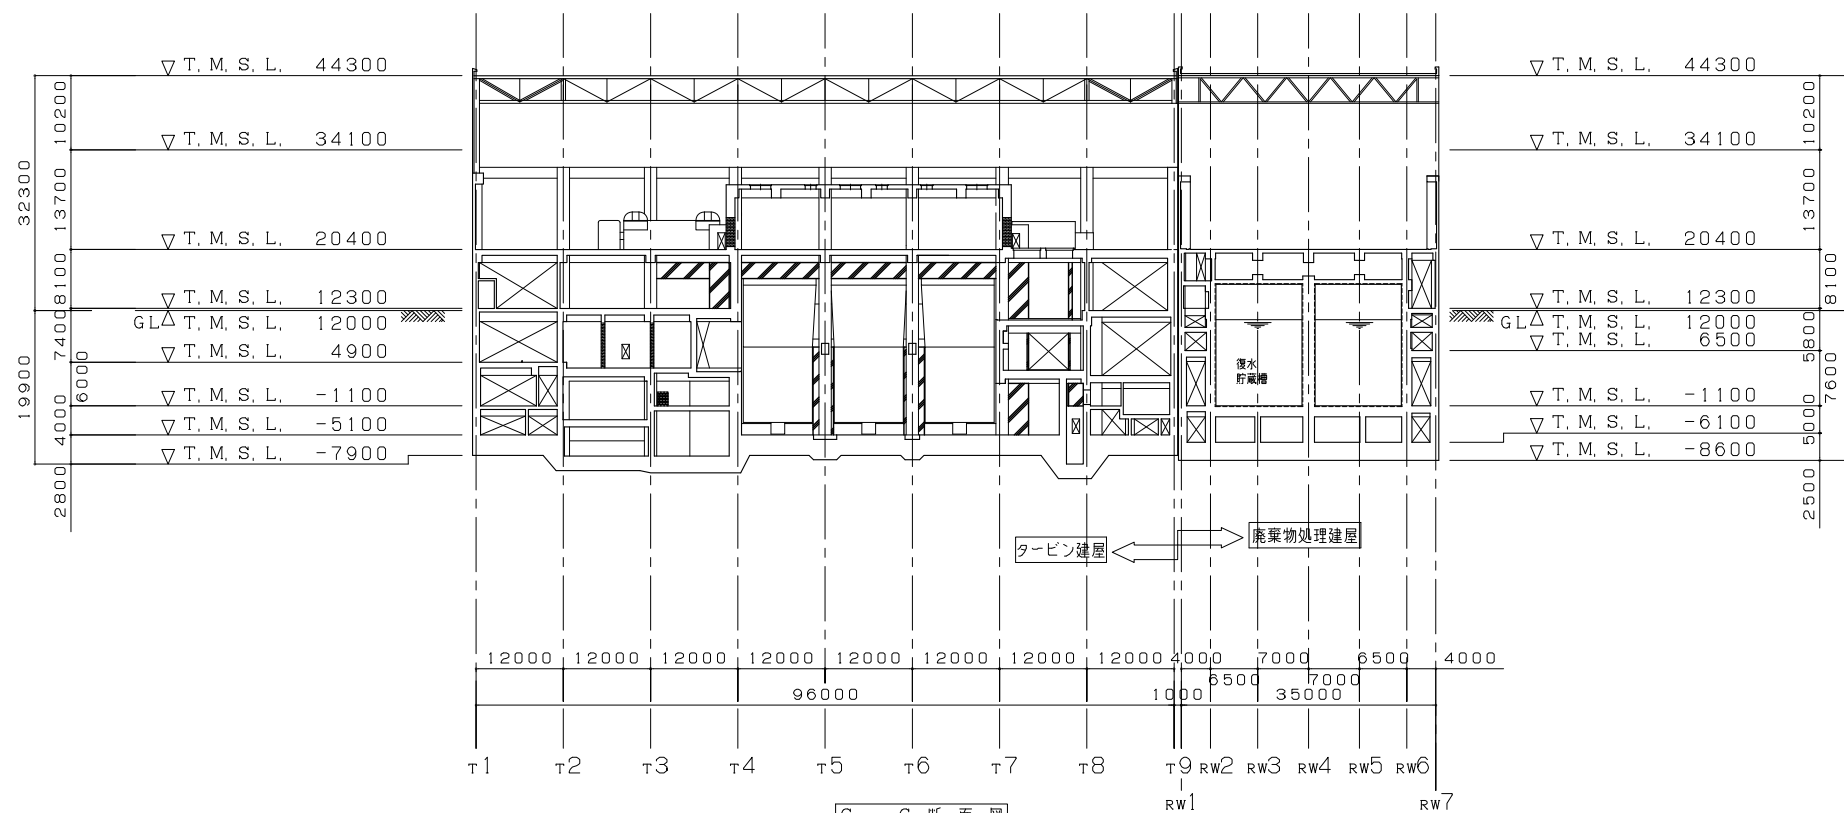 ▽ T.M.S.L. 44300
▽ T.M.S.L. 34100
▽ T.M.S.L. 20400
▽ T.M.S.L. 12300
GL △ T.M.S.L. 12000
▽ T.M.S.L. 4900
▽ T.M.S.L. -1100
▽ T.M.S.L. -5100
▽ T.M.S.L. -7900
32300
19900
10200
13700
8100
7400
6000
4000
2800
▽ T.M.S.L. 44300
▽ T.M.S.L. 34100
▽ T.M.S.L. 20400
▽ T.M.S.L. 12300
GL △ T.M.S.L. 12000
▽ T.M.S.L. 6500
▽ T.M.S.L. -1100
▽ T.M.S.L. -6100
▽ T.M.S.L. -8600
10200
13700
8100
5800
7600
5000
2500
復水
貯蔵槽
タービン建屋
廃棄物処理建屋
12000 12000 12000 12000 12000 12000 12000 12000 4000 7000 6500 4000
6500 7000
96000 1000 35000
T1 T2 T3 T4 T5 T6 T7 T8 T9 RW2 RW3 RW4 RW5 RW6
RW1 RW7